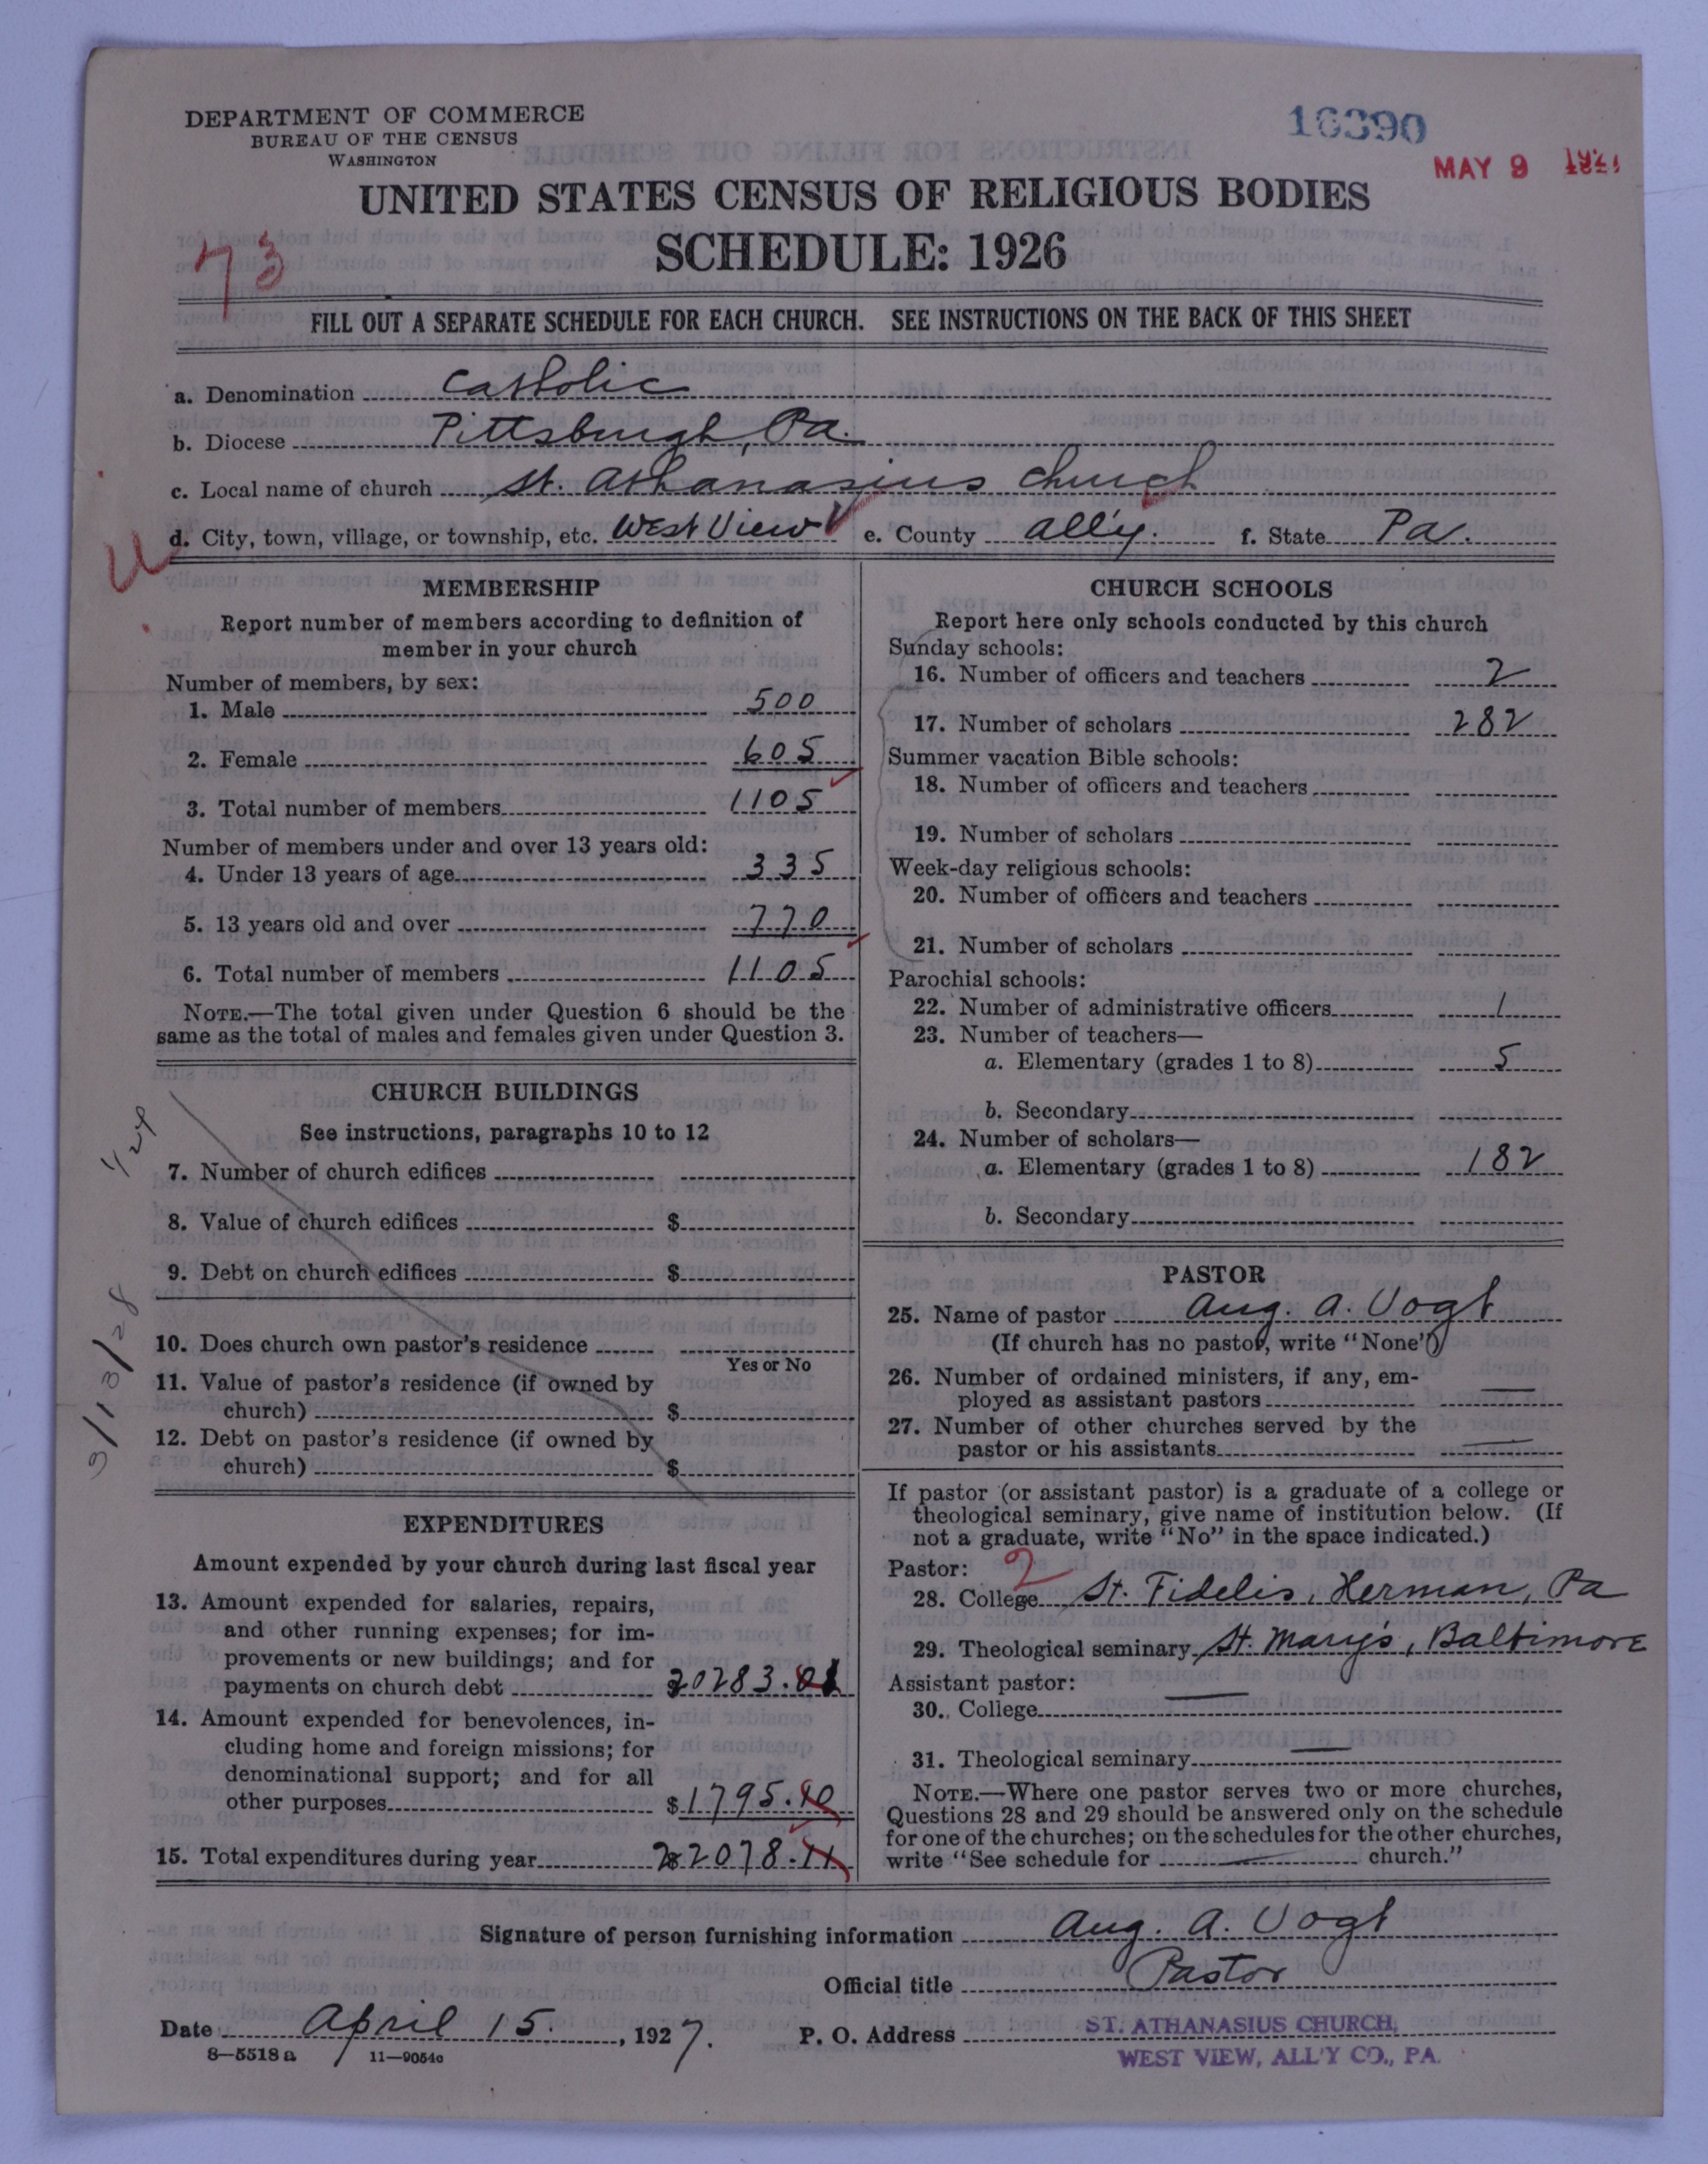 DEPARTMENT OF COMMERCE
BUREAU OF THE CENSUS
WASHINGTON
16390
MAY 9 1927
UNITED STATES CENSUS OF RELIGIOUS BODIES
SCHEDULE: 1926
73
FILL OUT A SEPARATE SCHEDULE FOR EACH CHURCH. SEE INSTRUCTIONS ON THE BACK OF THIS SHEET
a. Denomination Catholic
b. Diocese Pittsburgh, Pa.
c. Local name of church St. Athanasius Church
d. City, town, village, or township, etc. West View e. County All'y. f. State Pa.
MEMBERSHIP
Report number of members according to definition of
member in your church
Number of members, by sex:
1. Male 500
2. Female 605
3. Total number of members 1105
Number of members under and over 13 years old:
4. Under 13 years of age 335
5. 13 years old and over 770
6. Total number of members 1105
NOTE.—The total given under Question 6 should be the
same as the total of males and females given under Question 3.
CHURCH BUILDINGS
See instructions, paragraphs 10 to 12
7. Number of church edifices
8. Value of church edifices $
9. Debt on church edifices $
10. Does church own pastor's residence
Yes or No
11. Value of pastor's residence (if owned by
church) $
12. Debt on pastor's residence (if owned by
church) $
3/13/28
EXPENDITURES
Amount expended by your church during last fiscal year
13. Amount expended for salaries, repairs,
and other running expenses; for im-
provements or new buildings; and for
payments on church debt 20283.01
14. Amount expended for benevolences, in-
cluding home and foreign missions; for
denominational support; and for all
other purposes $1795.10
15. Total expenditures during year 22078.11
CHURCH SCHOOLS
Report here only schools conducted by this church
Sunday schools:
16. Number of officers and teachers 2
17. Number of scholars 282
Summer vacation Bible schools:
18. Number of officers and teachers
19. Number of scholars
Week-day religious schools:
20. Number of officers and teachers
21. Number of scholars
Parochial schools:
22. Number of administrative officers 1
23. Number of teachers—
a. Elementary (grades 1 to 8) 5
b. Secondary
24. Number of scholars—
a. Elementary (grades 1 to 8) 182
b. Secondary
PASTOR
25. Name of pastor Aug. A. Vogt
(If church has no pastor, write "None")
26. Number of ordained ministers, if any, em-
ployed as assistant pastors —
27. Number of other churches served by the
pastor or his assistants —
If pastor (or assistant pastor) is a graduate of a college or
theological seminary, give name of institution below. (If
not a graduate, write "No" in the space indicated.)
Pastor: 2
28. College St. Fidelis, Herman, Pa
29. Theological seminary St. Mary's, Baltimore
Assistant pastor:
30. College —
31. Theological seminary —
NOTE.—Where one pastor serves two or more churches,
Questions 28 and 29 should be answered only on the schedule
for one of the churches; on the schedules for the other churches,
write "See schedule for — church."
Signature of person furnishing information Aug. A. Vogt
Official title Pastor
Date April 15. , 1927.
P. O. Address ST. ATHANASIUS CHURCH,
WEST VIEW, ALL'Y CO., PA.
8—5518 a 11—9054c